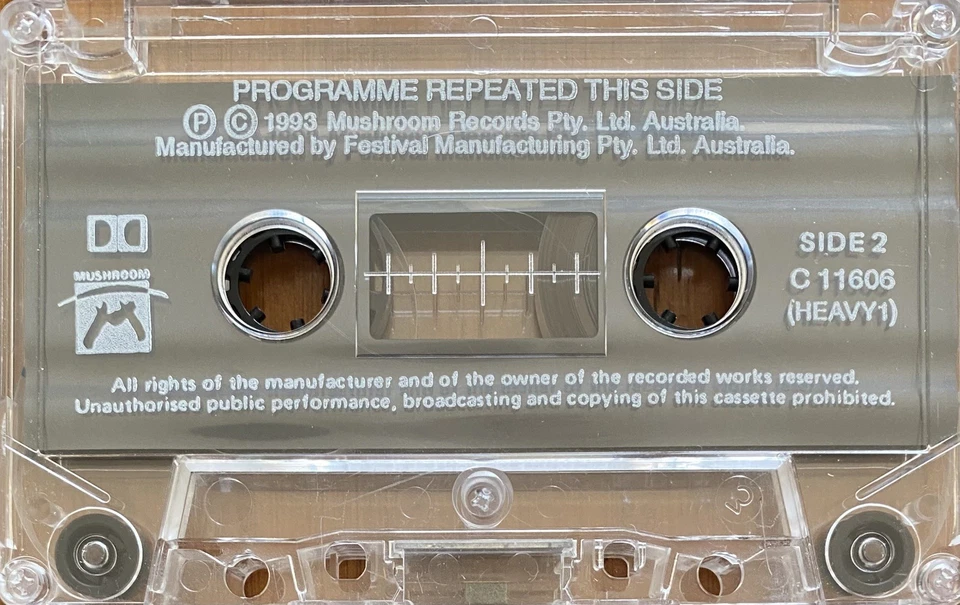 PROGRAMME REPEATED THIS SIDE
Ⓟ Ⓒ 1993 Mushroom Records Pty. Ltd. Australia.
Manufactured by Festival Manufacturing Pty. Ltd. Australia.
MUSHROOM
SIDE 2
C 11606
(HEAVY1)
All rights of the manufacturer and of the owner of the recorded works reserved.
Unauthorised public performance, broadcasting and copying of this cassette prohibited.